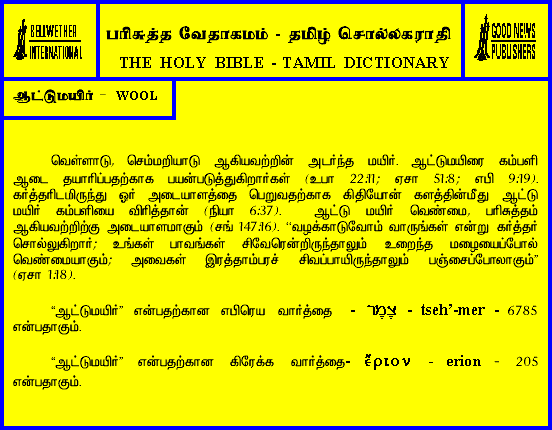 BELLWETHER
INTERNATIONAL
பரிசுத்த வேதாகமம் - தமிழ் சொல்லகராதி
THE HOLY BIBLE - TAMIL DICTIONARY
GOOD NEWS
PUBLISHERS
ஆட்டுமயிர் - WOOL
வெள்ளாடு, செம்மறியாடு ஆகியவற்றின் அடர்ந்த மயிர். ஆட்டுமயிரை கம்பளி
ஆடை தயாரிப்பதற்காக பயன்படுத்துகிறார்கள் (உபா 22:11; ஏசா 51:8; எபி 9:19).
கர்த்தரிடமிருந்து ஓர் அடையாளத்தை பெறுவதற்காக கிதியோன் களத்தின்மீது ஆட்டு
மயிர் கம்பளியை விரித்தான் (நியா 6:37). ஆட்டு மயிர் வெண்மை, பரிசுத்தம்
ஆகியவற்றிற்கு அடையாளமாகும் (சங் 147:16). “வழக்காடுவோம் வாருங்கள் என்று கர்த்தர்
சொல்லுகிறார்; உங்கள் பாவங்கள் சிவேரென்றிருந்தாலும் உறைந்த மழையைப்போல்
வெண்மையாகும்; அவைகள் இரத்தாம்பரச் சிவப்பாயிருந்தாலும் பஞ்சைப்போலாகும்”
(ஏசா 1:18).
“ஆட்டுமயிர்” என்பதற்கான எபிரெய வார்த்தை - צֶמֶר - tseh’-mer - 6785
என்பதாகும்.
“ஆட்டுமயிர்” என்பதற்கான கிரேக்க வார்த்தை- ἔριον - erion - 205
என்பதாகும்.